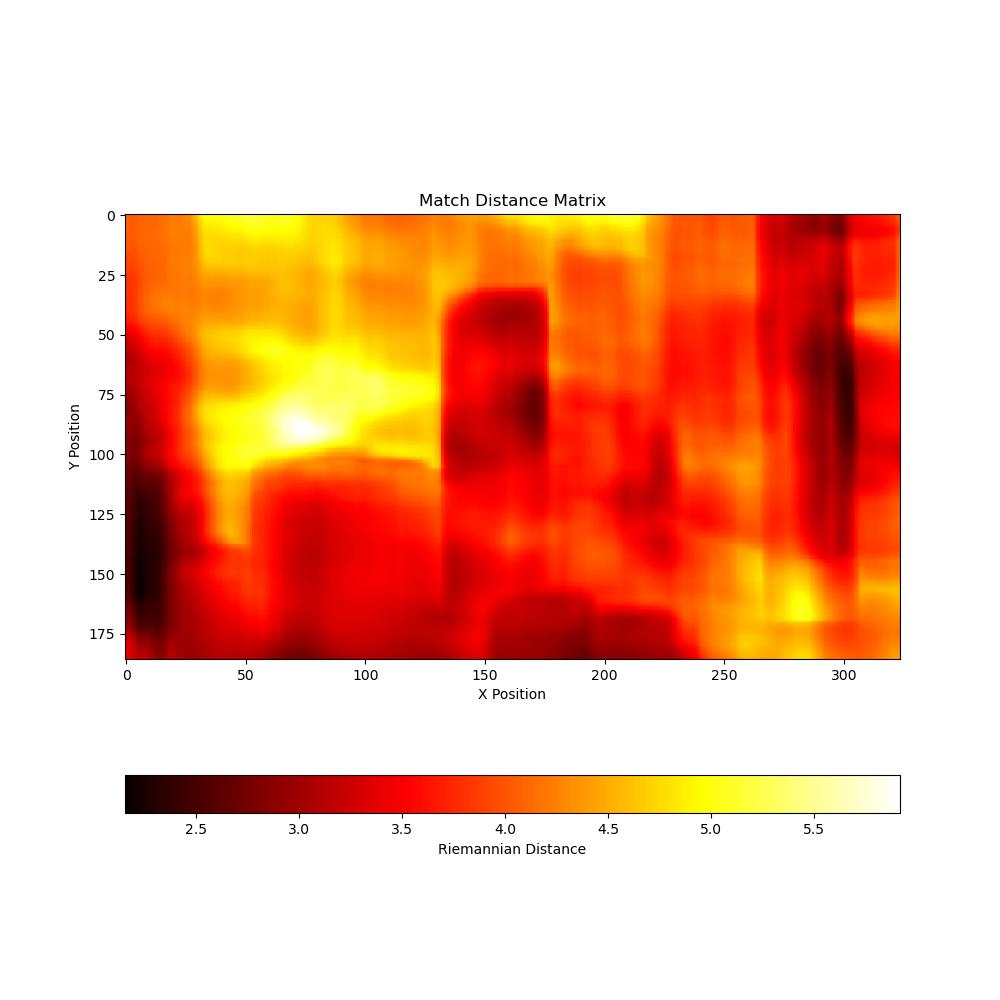 Match Distance Matrix
0
25
50
75
100
125
150
175
Y Position
0 50 100 150 200 250 300
X Position
2.5 3.0 3.5 4.0 4.5 5.0 5.5
Riemannian Distance